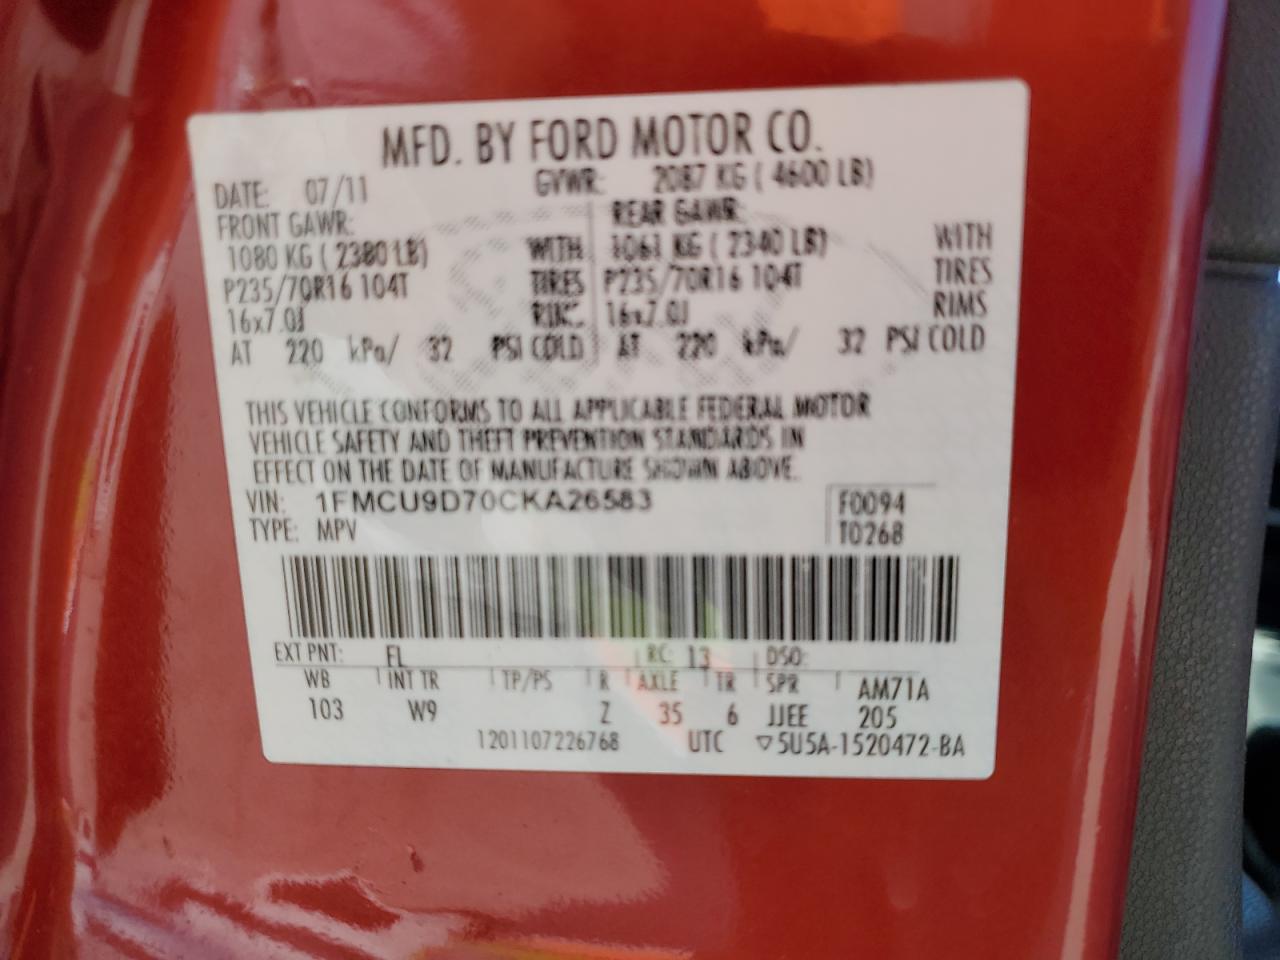 MFD. BY FORD MOTOR CO.
DATE: 07/11 GVWR: 2087 KG ( 4600 LB)
FRONT GAWR: REAR GAWR:
1080 KG ( 2380 LB) WITH 1061 KG ( 2340 LB) WITH
P235/70R16 104T TIRES P235/70R16 104T TIRES
16x7.0J RIMS 16x7.0J RIMS
AT 220 kPa/ 32 PSI COLD AT 220 kPa/ 32 PSI COLD
THIS VEHICLE CONFORMS TO ALL APPLICABLE FEDERAL MOTOR
VEHICLE SAFETY AND THEFT PREVENTION STANDARDS IN
EFFECT ON THE DATE OF MANUFACTURE SHOWN ABOVE.
VIN: 1FMCU9D70CKA26583 F0094
TYPE: MPV T0268
EXT PNT: FL RC: 13 DSO:
WB INT TR TP/PS R AXLE TR SPR AM71A
103 W9 Z 35 6 JJEE 205
1201107226768 UTC ▽5U5A-1520472-BA